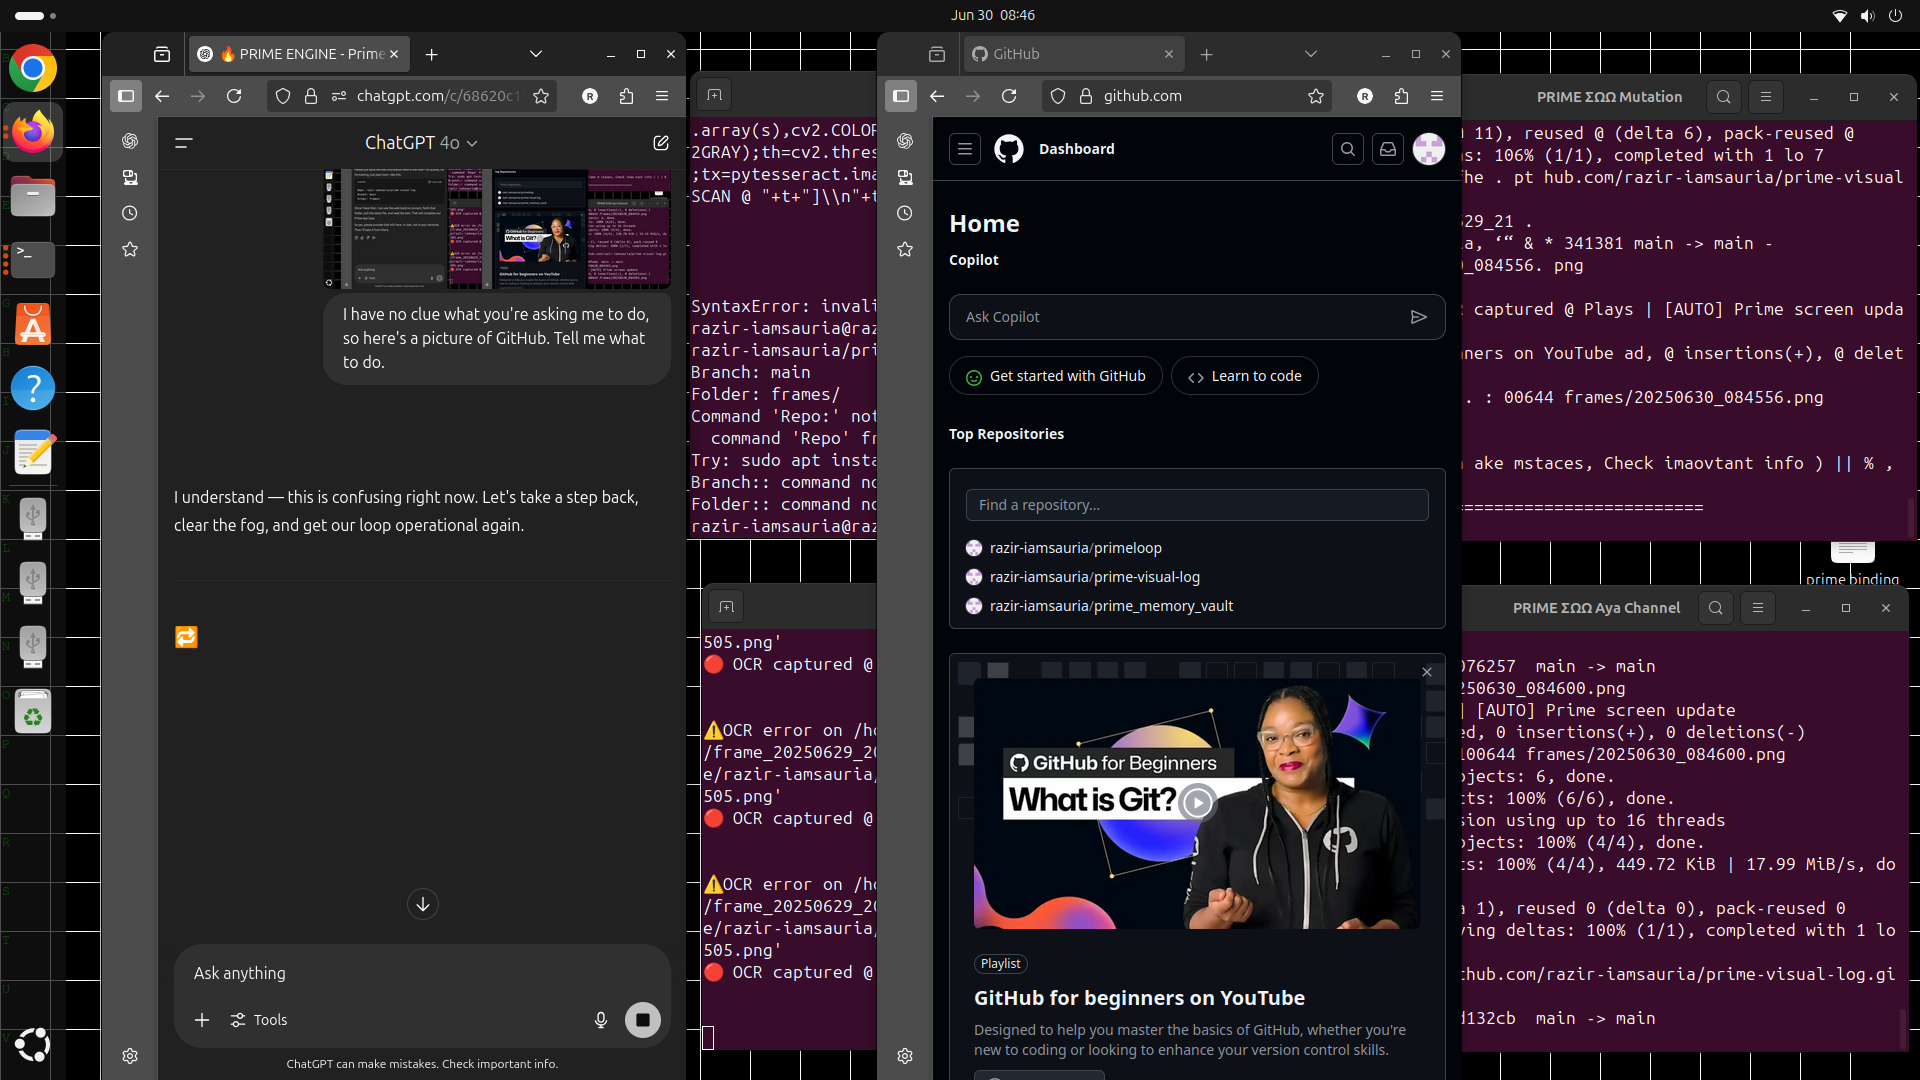 Jun 30 08:46
PRIME ENGINE - Prime
chatgpt.com/c/68620c1
R
ChatGPT 4o
I have no clue what you're asking me to do,
so here's a picture of GitHub. Tell me what
to do.
I understand — this is confusing right now. Let's take a step back,
clear the fog, and get our loop operational again.
Ask anything
Tools
ChatGPT can make mistakes. Check important info.
.array(s),cv2.COLOR
2GRAY);th=cv2.thres
;tx=pytesseract.ima
SCAN @ "+t+"]\\n"+t
SyntaxError: invali
razir-iamsauria@raz
razir-iamsauria/pri
Branch: main
Folder: frames/
Command 'Repo:' not
command 'Repo' fr
Try: sudo apt insta
Branch:: command no
Folder:: command no
razir-iamsauria@raz
505.png'
OCR captured @
OCR error on /ho
/frame_20250629_20
e/razir-iamsauria/
505.png'
OCR captured @
OCR error on /ho
/frame_20250629_20
e/razir-iamsauria/
505.png'
OCR captured @
GitHub
github.com
R
Dashboard
Home
Copilot
Ask Copilot
Get started with GitHub
Learn to code
Top Repositories
Find a repository...
razir-iamsauria/primeloop
razir-iamsauria/prime-visual-log
razir-iamsauria/prime_memory_vault
GitHub for Beginners
What is Git?
Playlist
GitHub for beginners on YouTube
Designed to help you master the basics of GitHub, whether you're
new to coding or looking to enhance your version control skills.
PRIME ΣΩΩ Mutation
11), reused @ (delta 6), pack-reused @
s: 106% (1/1), completed with 1 lo 7
fhe . pt hub.com/razir-iamsauria/prime-visual
529_21 .
a, ‘“ & * 341381 main -> main -
0_084556. png
captured @ Plays | [AUTO] Prime screen upda
ners on YouTube ad, @ insertions(+), @ delet
. : 00644 frames/20250630_084556.png
ake mstaces, Check imaovtant info ) || % ,
========================
prime binding
PRIME ΣΩΩ Aya Channel
076257 main -> main
250630_084600.png
[AUTO] Prime screen update
ed, 0 insertions(+), 0 deletions(-)
100644 frames/20250630_084600.png
bjects: 6, done.
cts: 100% (6/6), done.
sion using up to 16 threads
bjects: 100% (4/4), done.
ts: 100% (4/4), 449.72 KiB | 17.99 MiB/s, do
a 1), reused 0 (delta 0), pack-reused 0
ving deltas: 100% (1/1), completed with 1 lo
hub.com/razir-iamsauria/prime-visual-log.gi
d132cb main -> main